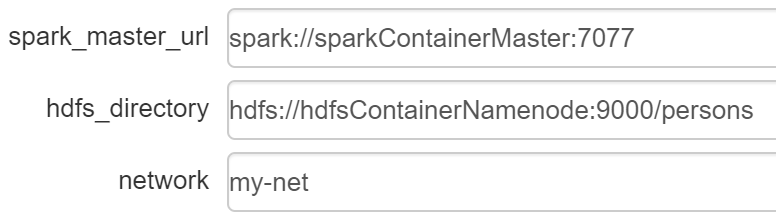 spark_master_url spark://sparkContainerMaster:7077
hdfs_directory hdfs://hdfsContainerNamenode:9000/persons
network my-net